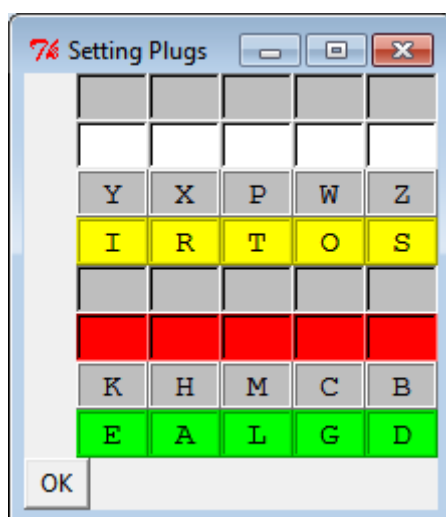 Setting Plugs
Y X P W Z
I R T O S
K H M C B
E A L G D
OK